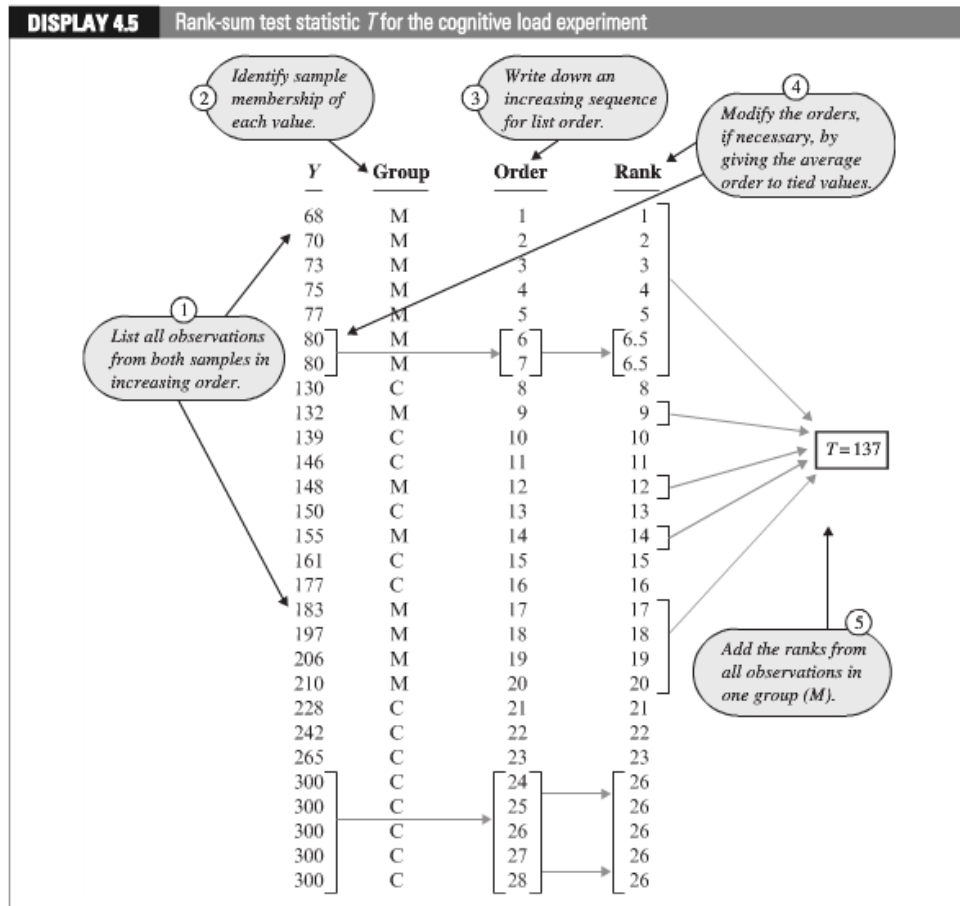 DISPLAY 4.5 Rank-sum test statistic T for the cognitive load experiment
2
Identify sample
membership of
each value.
3
Write down an
increasing sequence
for list order.
4
Modify the orders,
if necessary, by
giving the average
order to tied values.
Y Group Order Rank
68 M 1 1
70 M 2 2
73 M 3 3
75 M 4 4
77 M 5 5
80 M 6 6.5
80 M 7 6.5
130 C 8 8
132 M 9 9
139 C 10 10
146 C 11 11
148 M 12 12
150 C 13 13
155 M 14 14
161 C 15 15
177 C 16 16
183 M 17 17
197 M 18 18
206 M 19 19
210 M 20 20
228 C 21 21
242 C 22 22
265 C 23 23
300 C 24 26
300 C 25 26
300 C 26 26
300 C 27 26
300 C 28 26
1
List all observations
from both samples in
increasing order.
T = 137
5
Add the ranks from
all observations in
one group (M).